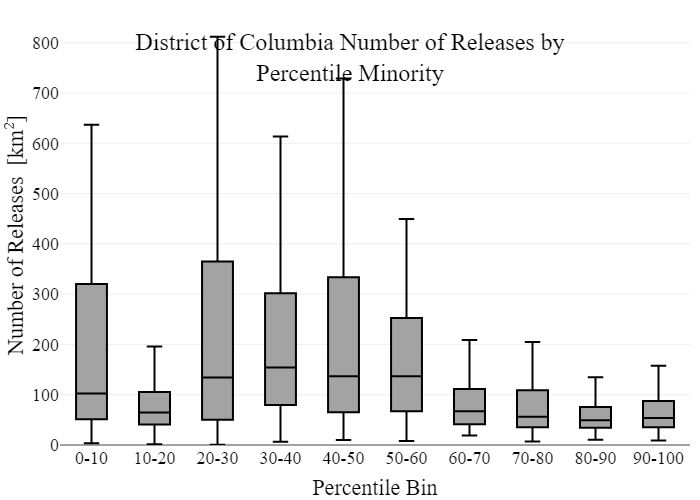 District of Columbia Number of Releases by
Percentile Minority
Number of Releases [km²]
800
700
600
500
400
300
200
100
0
0-10 10-20 20-30 30-40 40-50 50-60 60-70 70-80 80-90 90-100
Percentile Bin